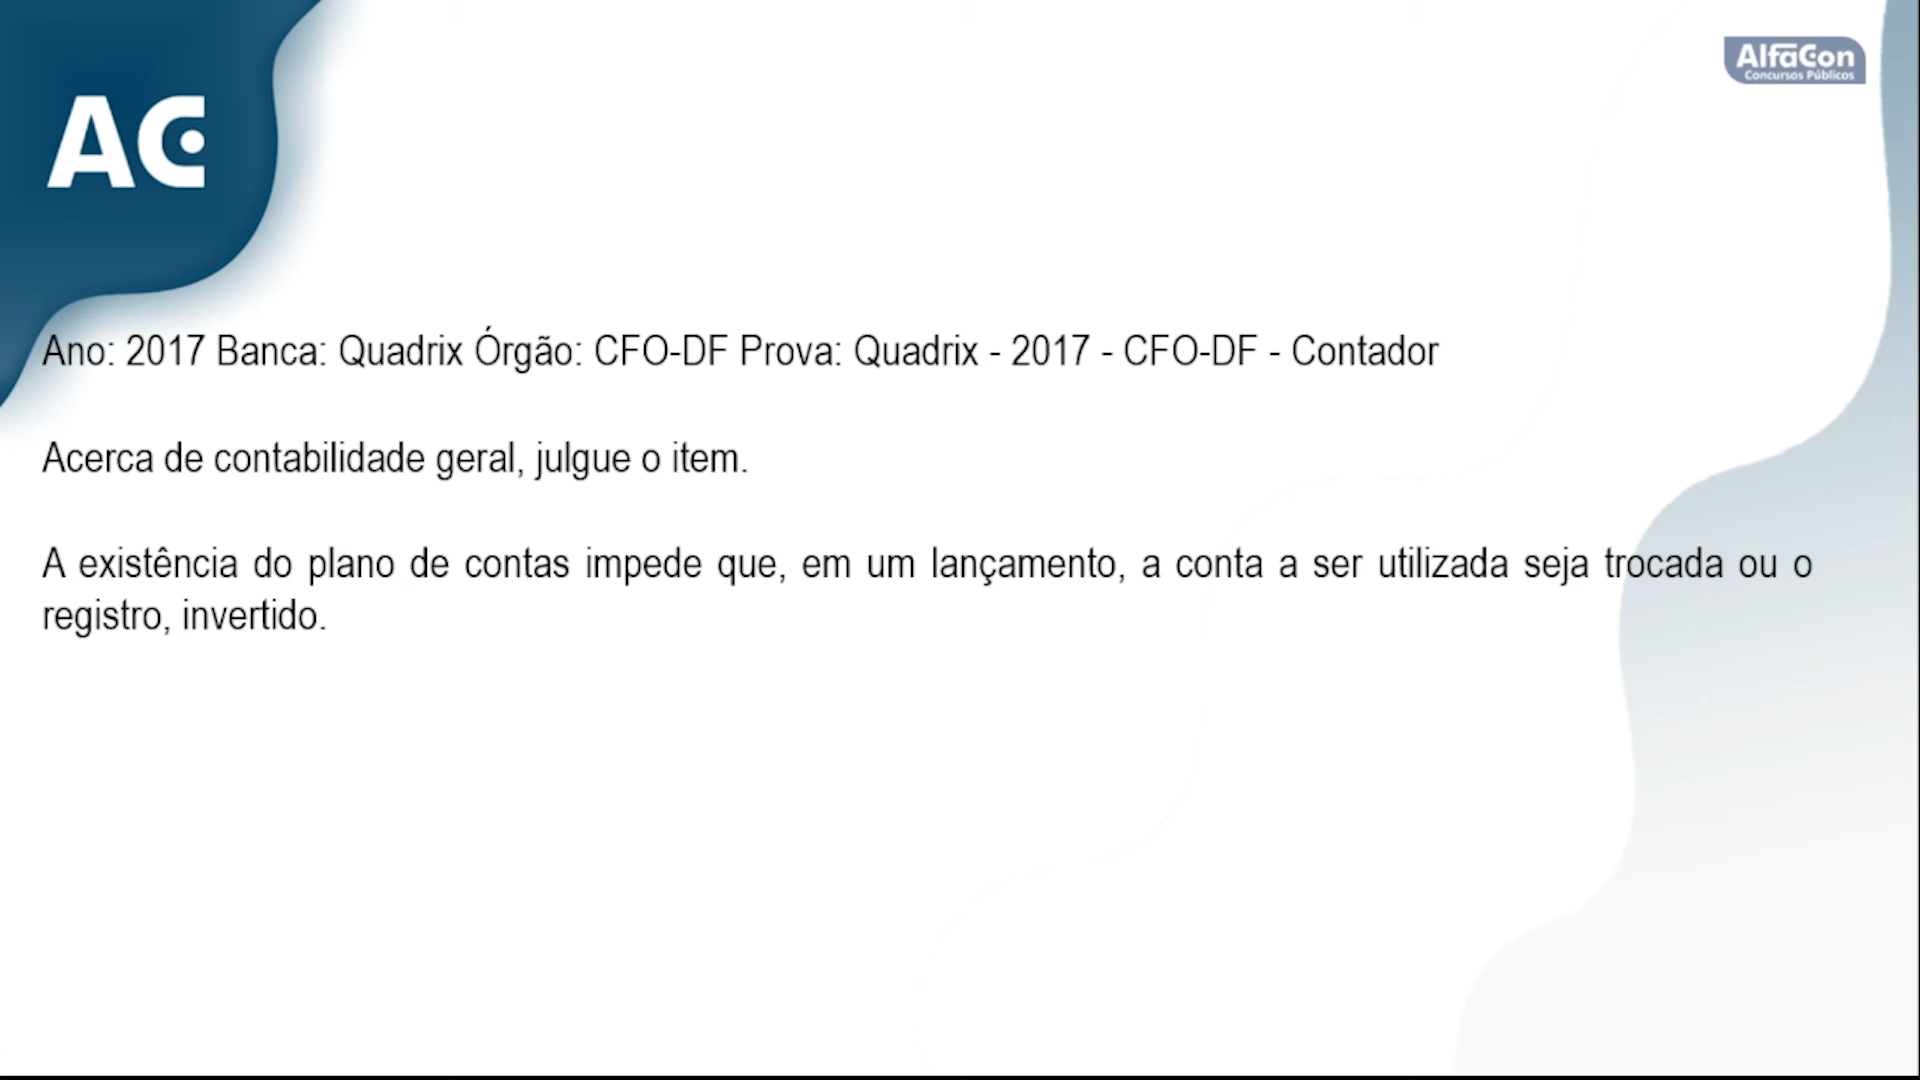 AC
AlfaCon
Concursos Públicos
Ano: 2017 Banca: Quadrix Órgão: CFO-DF Prova: Quadrix - 2017 - CFO-DF - Contador
Acerca de contabilidade geral, julgue o item.
A existência do plano de contas impede que, em um lançamento, a conta a ser utilizada seja trocada ou o
registro, invertido.